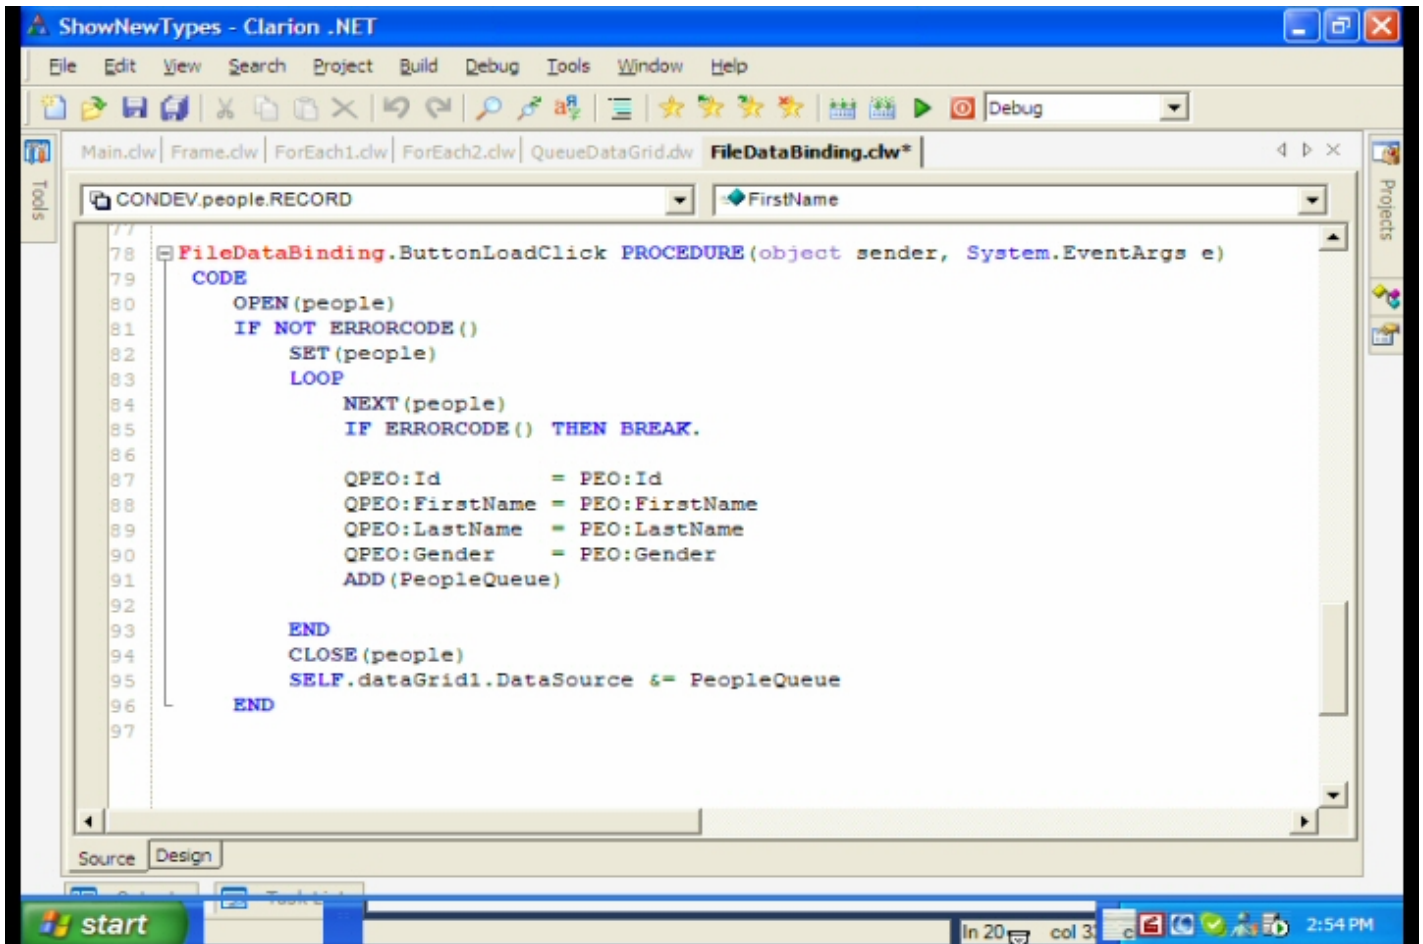 ShowNewTypes - Clarion .NET
File Edit View Search Project Build Debug Tools Window Help
Debug
Main.clw ForEach1.clw ForEach2.clw FileDataBinding.clw*
Frame.clw QueueDataGrid.clw
Tools
Projects
CONDEV.people.RECORD FirstName
77
78 FileDataBinding.ButtonLoadClick PROCEDURE(object sender, System.EventArgs e)
79 CODE
80 OPEN(people)
81 IF NOT ERRORCODE()
82 SET(people)
83 LOOP
84 NEXT(people)
85 IF ERRORCODE() THEN BREAK.
86
87 QPEO:Id = PEO:Id
88 QPEO:FirstName = PEO:FirstName
89 QPEO:LastName = PEO:LastName
90 QPEO:Gender = PEO:Gender
91 ADD(PeopleQueue)
92
93 END
94 CLOSE(people)
95 SELF.dataGrid1.DataSource &= PeopleQueue
96 END
97
Source Design
start
ln 20 col 3 c 2:54 PM